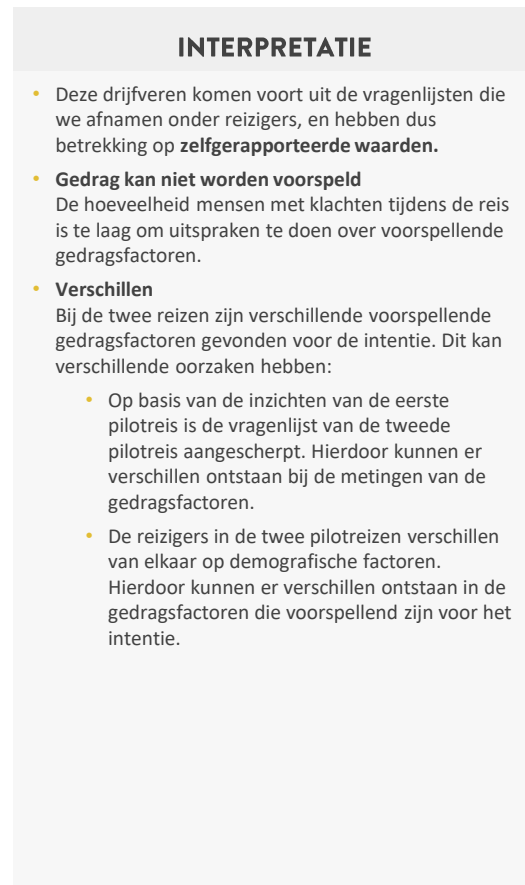 INTERPRETATIE
• Deze drijfveren komen voort uit de vragenlijsten die
we afnamen onder reizigers, en hebben dus
betrekking op zelfgerapporteerde waarden.
• Gedrag kan niet worden voorspeld
De hoeveelheid mensen met klachten tijdens de reis
is te laag om uitspraken te doen over voorspellende
gedragsfactoren.
• Verschillen
Bij de twee reizen zijn verschillende voorspellende
gedragsfactoren gevonden voor de intentie. Dit kan
verschillende oorzaken hebben:
• Op basis van de inzichten van de eerste
pilotreis is de vragenlijst van de tweede
pilotreis aangescherpt. Hierdoor kunnen er
verschillen ontstaan bij de metingen van de
gedragsfactoren.
• De reizigers in de twee pilotreizen verschillen
van elkaar op demografische factoren.
Hierdoor kunnen er verschillen ontstaan in de
gedragsfactoren die voorspellend zijn voor het
intentie.